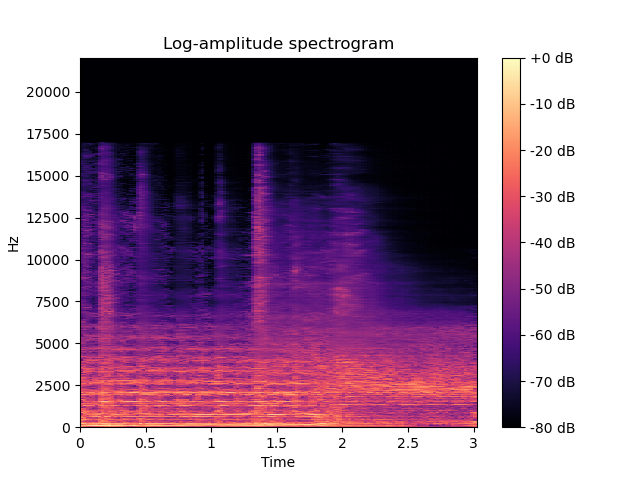 Log-amplitude spectrogram
+0 dB
20000
-10 dB
17500
-20 dB
15000
-30 dB
12500
Hz
-40 dB
10000
-50 dB
7500
-60 dB
5000
2500
-70 dB
0
-80 dB
0 0.5 1 1.5 2 2.5 3
Time